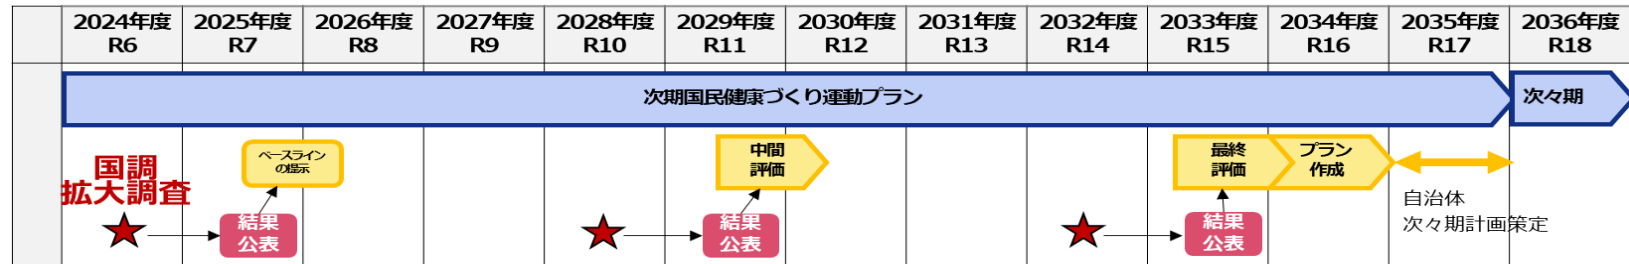 2024年度
R6
2025年度
R7
2026年度
R8
2027年度
R9
2028年度
R10
2029年度
R11
2030年度
R12
2031年度
R13
2032年度
R14
2033年度
R15
2034年度
R16
2035年度
R17
2036年度
R18
次期国民健康づくり運動プラン
次々期
国調
拡大調査
ベースライン
の提示
中間
評価
最終
評価
プラン
作成
結果
公表
結果
公表
結果
公表
自治体
次々期計画策定